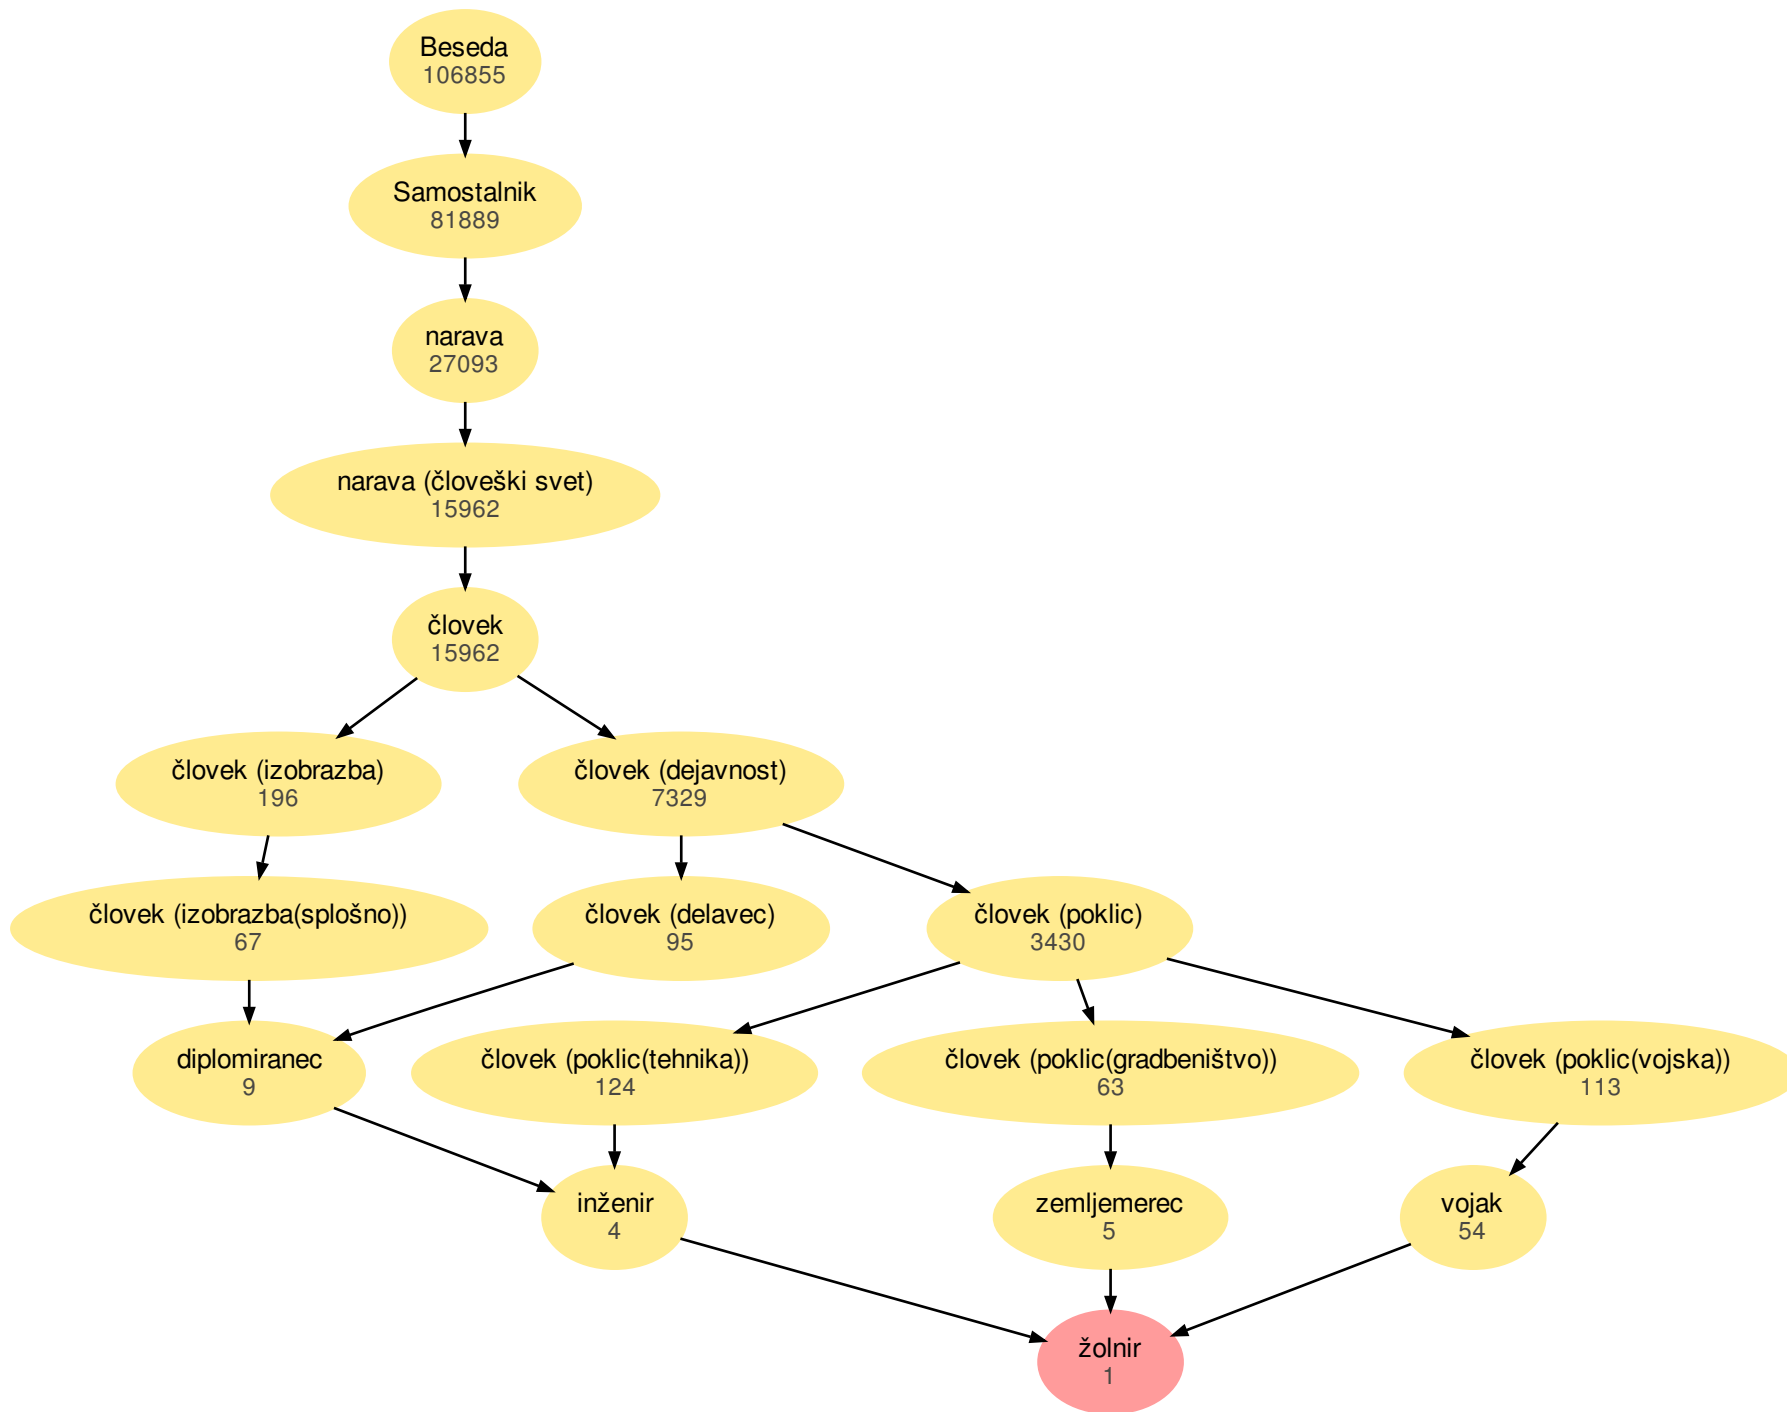 Beseda
106855
Samostalnik
81889
narava
27093
narava (človeški svet)
15962
človek
15962
človek (izobrazba)
196
človek (dejavnost)
7329
človek (izobrazba(splošno))
67
človek (delavec)
95
človek (poklic)
3430
diplomiranec
9
človek (poklic(tehnika))
124
človek (poklic(gradbeništvo))
63
človek (poklic(vojska))
113
inženir
4
zemljemerec
5
vojak
54
žolnir
1